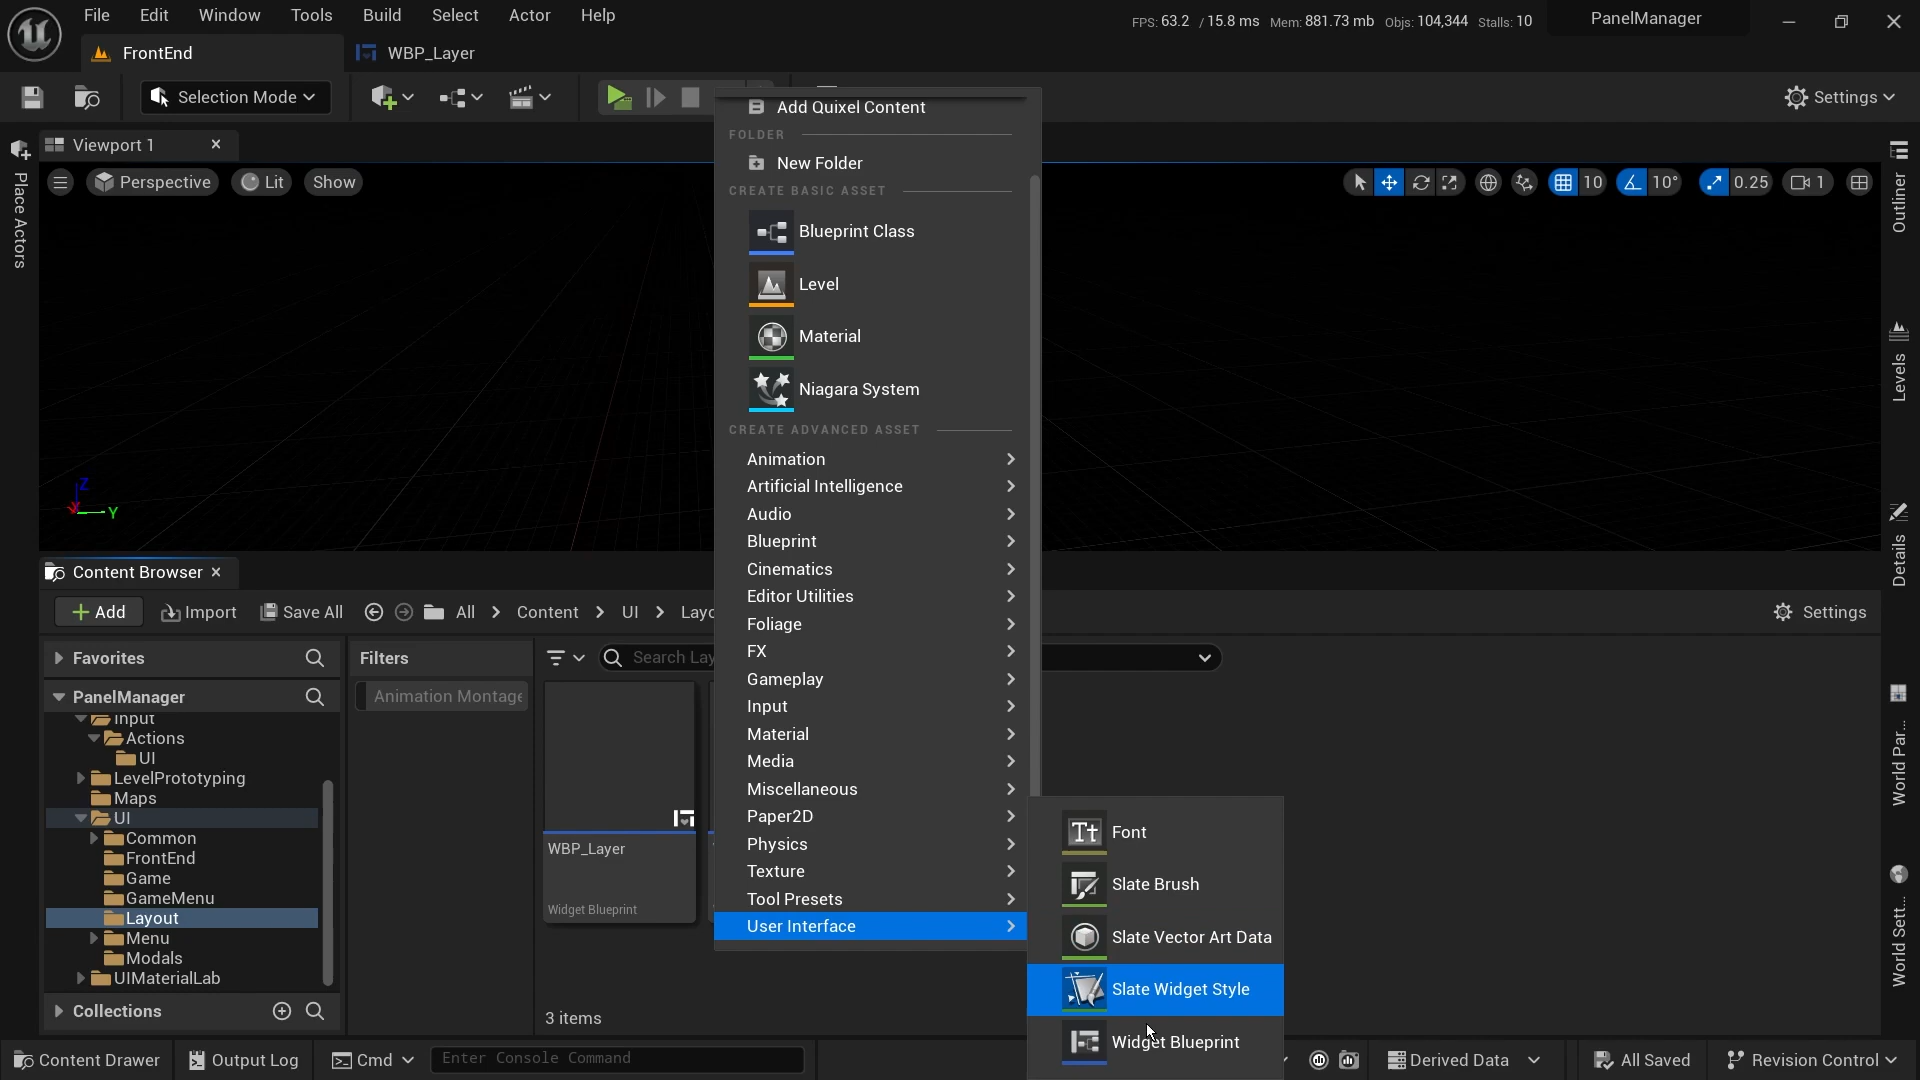 File Edit Window Tools Build Select Actor Help
FPS: 63.2 / 15.8 ms Mem: 881.73 mb Objs: 104,344 Stalls: 10
PanelManager
FrontEnd
WBP_Layer
Selection Mode
Settings
Place Actors
Viewport 1
Perspective
Lit
Show
10
10°
0.25
1
Z
X
Y
Outliner
Levels
Details
World Par...
World Sett...
Add Quixel Content
FOLDER
New Folder
CREATE BASIC ASSET
Blueprint Class
Level
Material
Niagara System
CREATE ADVANCED ASSET
Animation
Artificial Intelligence
Audio
Blueprint
Cinematics
Editor Utilities
Foliage
FX
Gameplay
Input
Material
Media
Miscellaneous
Paper2D
Physics
Texture
Tool Presets
User Interface
Font
Slate Brush
Slate Vector Art Data
Slate Widget Style
Widget Blueprint
Content Browser
Add
Import
Save All
All
Content
UI
Layo
Settings
Favorites
PanelManager
Input
Actions
UI
LevelPrototyping
Maps
UI
Common
FrontEnd
Game
GameMenu
Layout
Menu
Modals
UIMaterialLab
Collections
Filters
Animation Montage
Search Lay
WBP_Layer
Widget Blueprint
3 items
Content Drawer
Output Log
Cmd
Enter Console Command
Derived Data
All Saved
Revision Control